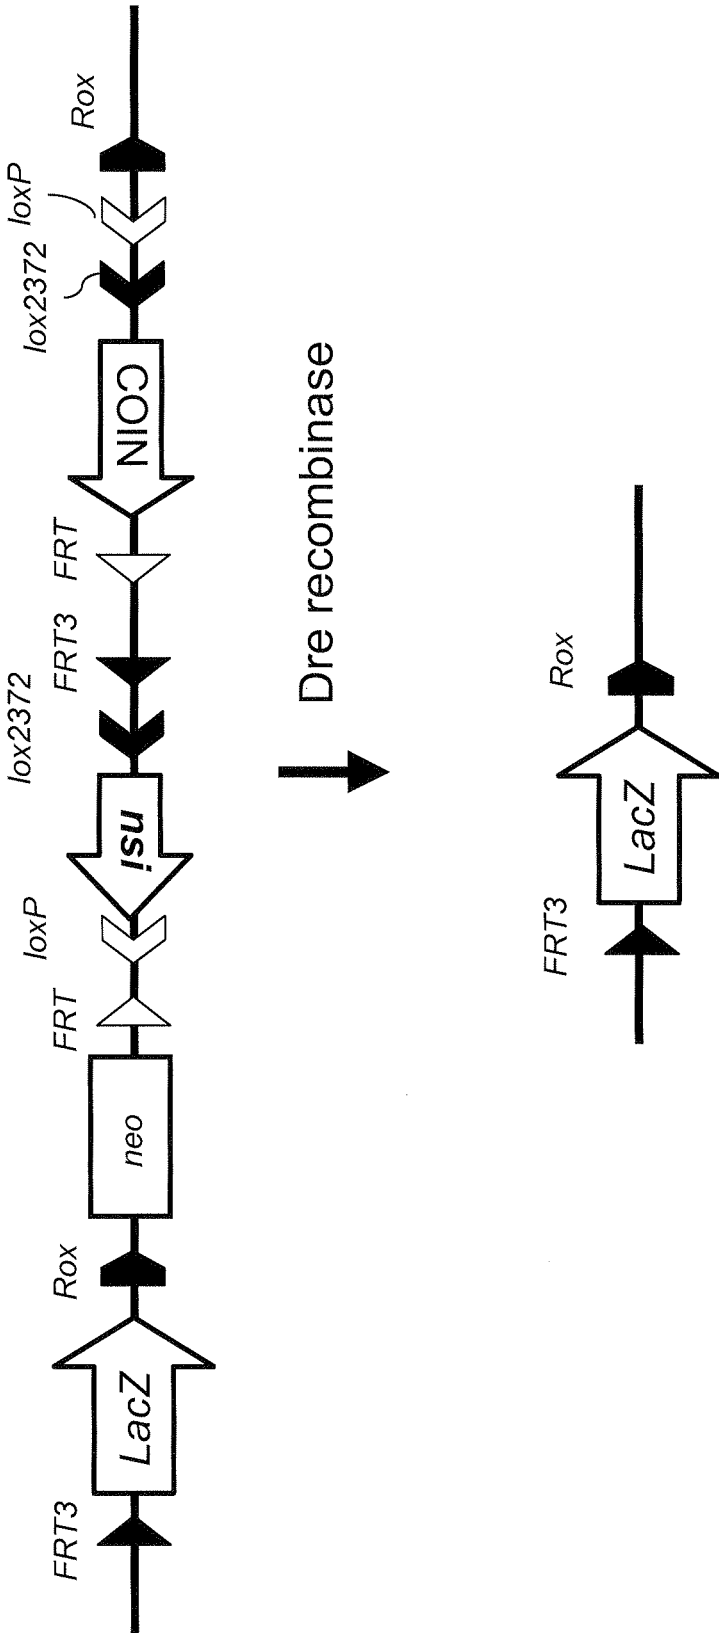 FRT3
LacZ
Rox
neo
FRT
loxP
nsi
lox2372
FRT3
FRT
COIN
lox2372
loxP
Rox
Dre recombinase
FRT3
LacZ
Rox